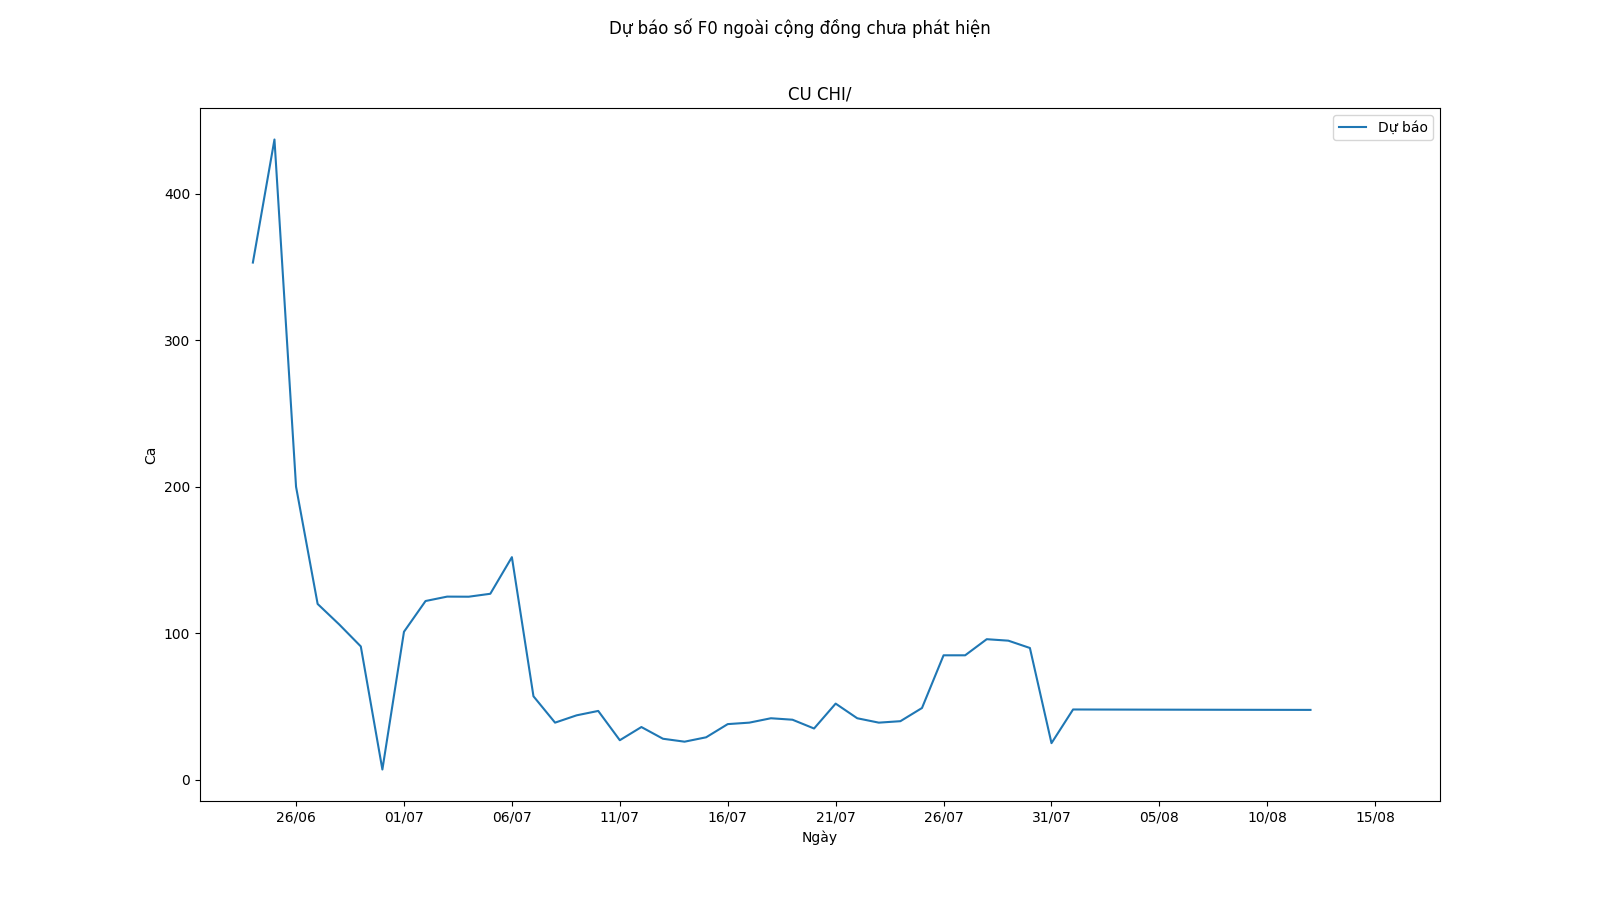 Dự báo số F0 ngoài cộng đồng chưa phát hiện
CU CHI/
Dự báo
400
300
200
100
0
Ca
26/06 01/07 06/07 11/07 16/07 21/07 26/07 31/07 05/08 10/08 15/08
Ngày